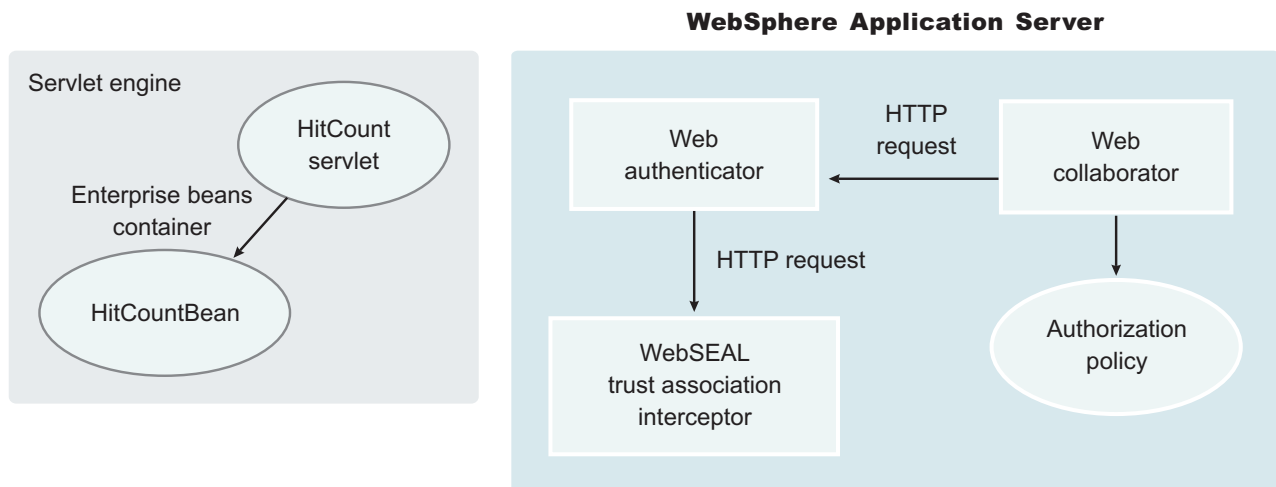 WebSphere Application Server
Servlet engine
HitCount
servlet
Enterprise beans
container
HitCountBean
Web
authenticator
HTTP
request
Web
collaborator
HTTP request
WebSEAL
trust association
interceptor
Authorization
policy